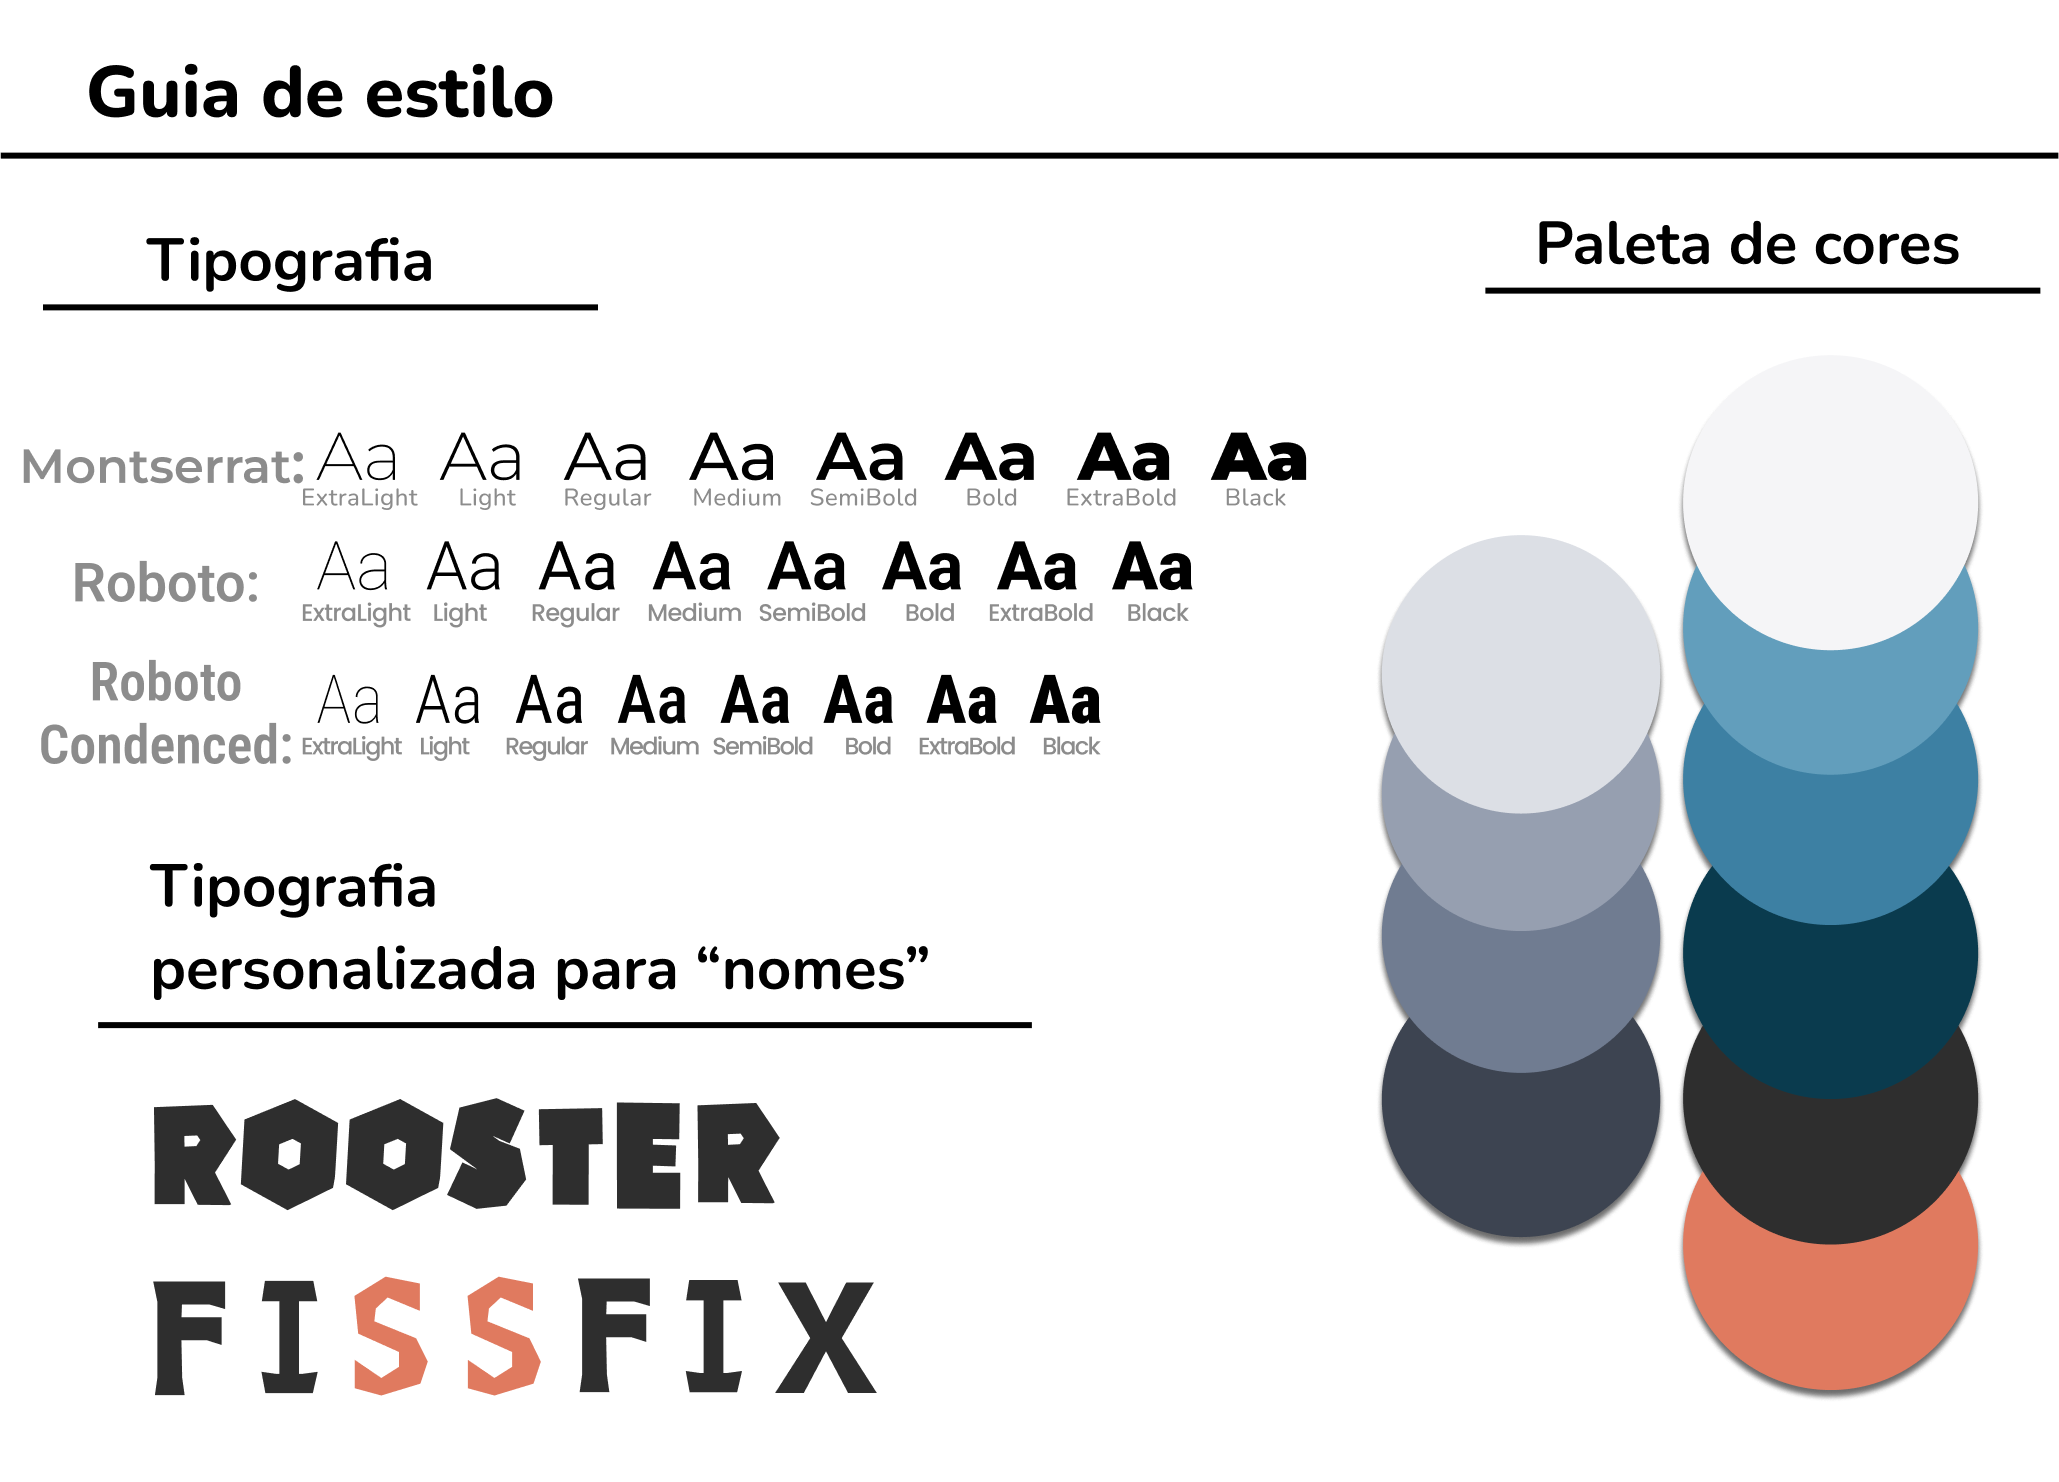 Guia de estilo
Tipografia
Paleta de cores
Montserrat: Aa Aa Aa Aa Aa Aa Aa Aa
ExtraLight Light Regular Medium SemiBold Bold ExtraBold Black
Roboto: Aa Aa Aa Aa Aa Aa Aa Aa
ExtraLight Light Regular Medium SemiBold Bold ExtraBold Black
Roboto
Condenced: Aa Aa Aa Aa Aa Aa Aa Aa
ExtraLight Light Regular Medium SemiBold Bold ExtraBold Black
Tipografia
personalizada para “nomes”
ROOSTER
FISSFIX